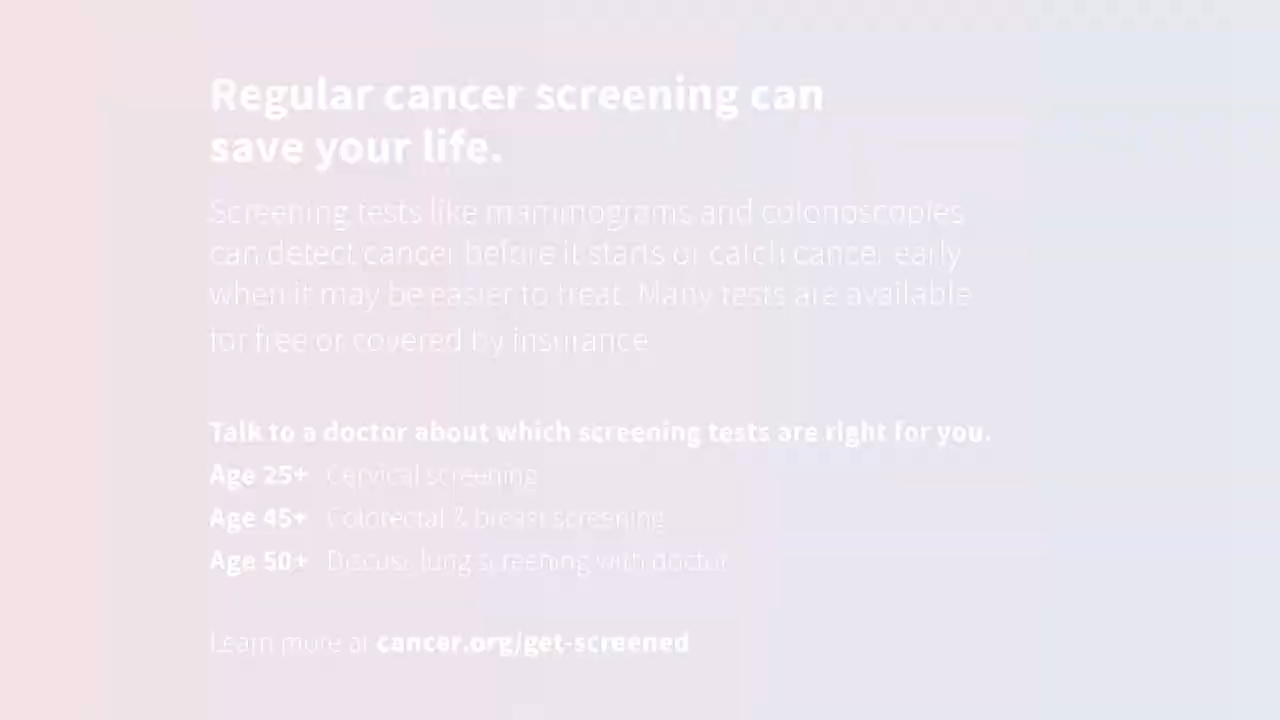 Regular cancer screening can
save your life.
Screening tests like mammograms and colonoscopies
can detect cancer before it starts or catch cancer early
when it may be easier to treat. Many tests are available
for free or covered by insurance.
Talk to a doctor about which screening tests are right for you.
Age 25+ Cervical screening
Age 45+ Colorectal & breast screening
Age 50+ Discuss lung screening with doctor
Learn more at cancer.org/get-screened